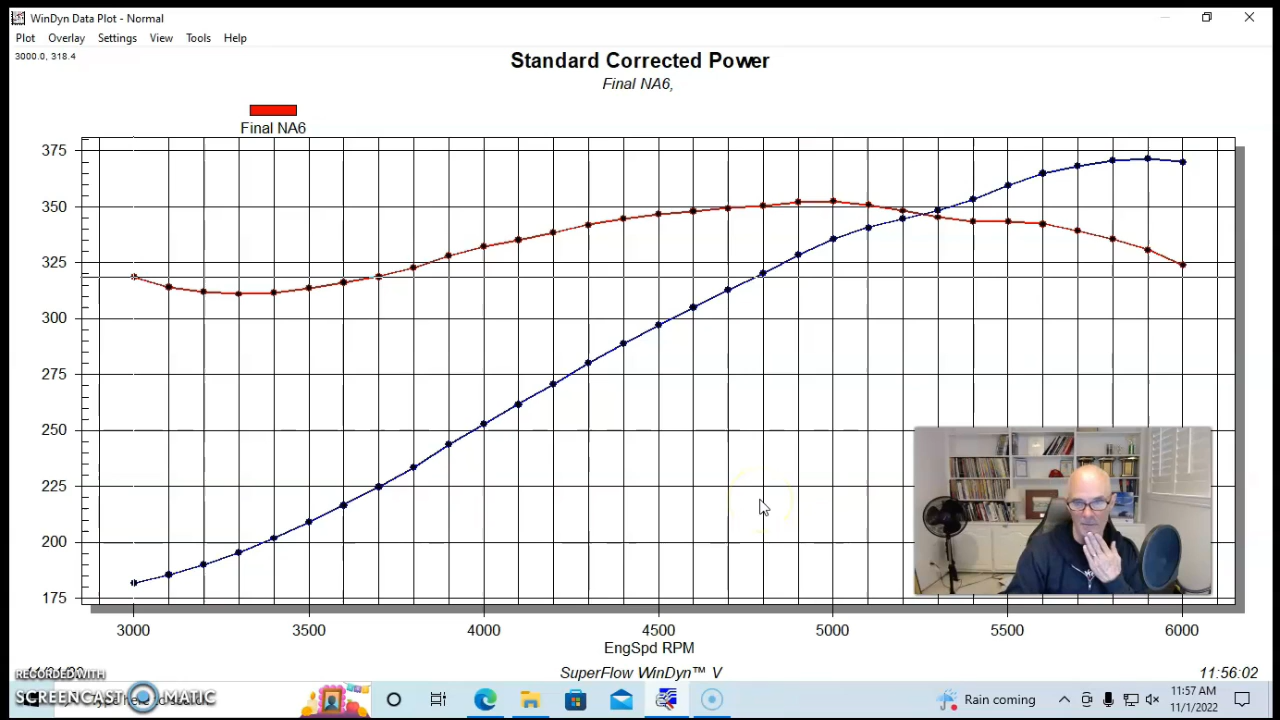 WinDyn Data Plot - Normal
Plot Overlay Settings View Tools Help
3000.0, 318.4
Standard Corrected Power
Final NA6,
Final NA6
375
350
325
300
275
250
225
200
175
3000 3500 4000 4500 5000 5500 6000
EngSpd RPM
SuperFlow WinDyn™ V 11:56:02
RECORDED WITH
SCREENCAST MATIC
Rain coming
11:57 AM
11/1/2022